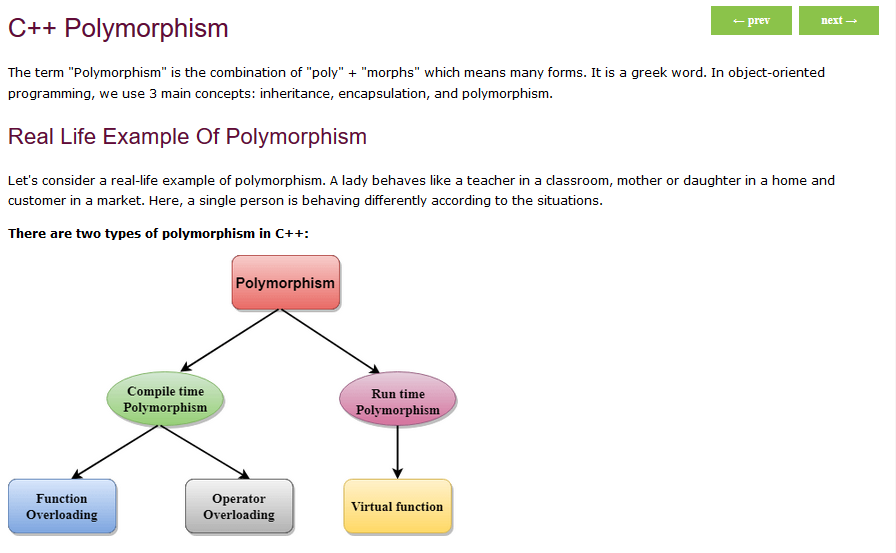 C++ Polymorphism
← prev
next →
The term "Polymorphism" is the combination of "poly" + "morphs" which means many forms. It is a greek word. In object-oriented
programming, we use 3 main concepts: inheritance, encapsulation, and polymorphism.
Real Life Example Of Polymorphism
Let's consider a real-life example of polymorphism. A lady behaves like a teacher in a classroom, mother or daughter in a home and
customer in a market. Here, a single person is behaving differently according to the situations.
There are two types of polymorphism in C++:
Polymorphism
Compile time
Polymorphism
Run time
Polymorphism
Function
Overloading
Operator
Overloading
Virtual function